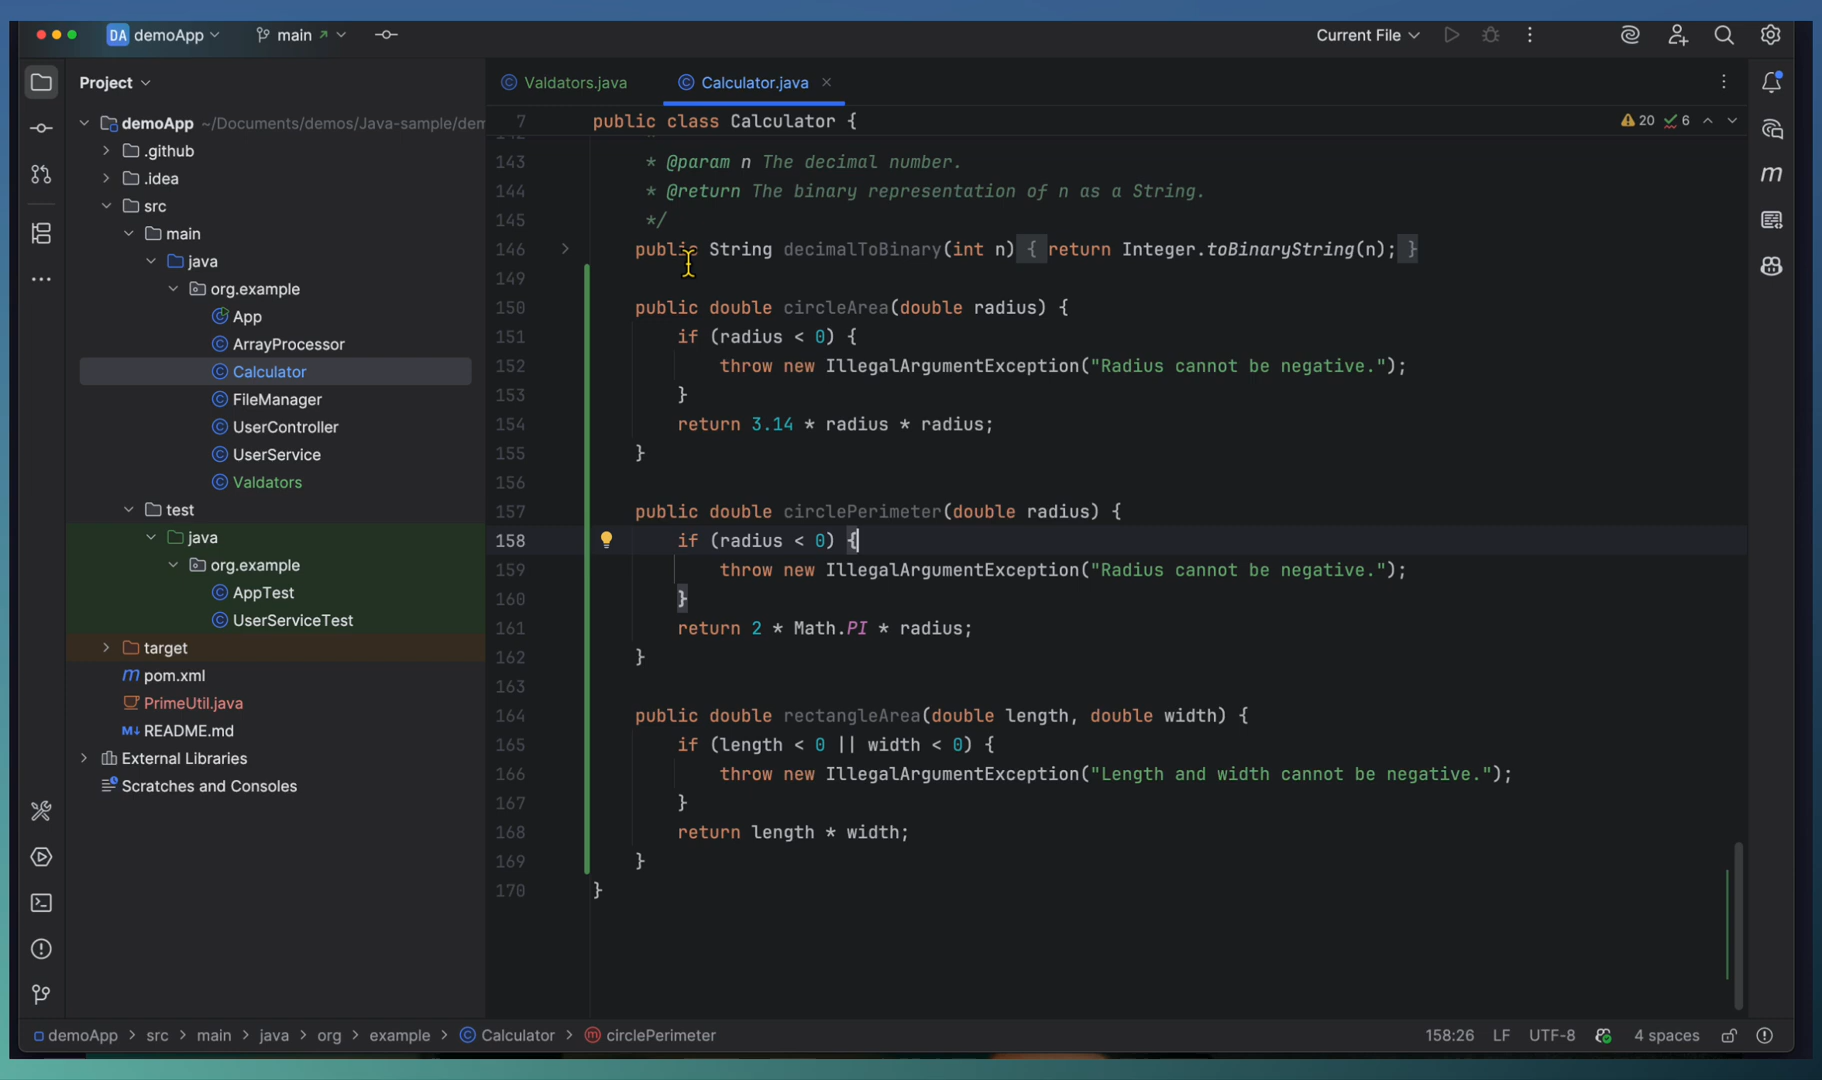 DA demoApp
main
Current File
Project
demoApp ~/Documents/demos/Java-sample/dem
.github
.idea
src
main
java
org.example
App
ArrayProcessor
Calculator
FileManager
UserController
UserService
Valdators
test
java
org.example
AppTest
UserServiceTest
target
m pom.xml
PrimeUtil.java
M↓ README.md
External Libraries
Scratches and Consoles
Valdators.java
Calculator.java
7 public class Calculator {
20 6
143 * @param n The decimal number.
144 * @return The binary representation of n as a String.
145 */
146 public String decimalToBinary(int n) { return Integer.toBinaryString(n); }
149
150 public double circleArea(double radius) {
151 if (radius < 0) {
152 throw new IllegalArgumentException("Radius cannot be negative.");
153 }
154 return 3.14 * radius * radius;
155 }
156
157 public double circlePerimeter(double radius) {
158 if (radius < 0) {
159 throw new IllegalArgumentException("Radius cannot be negative.");
160 }
161 return 2 * Math.PI * radius;
162 }
163
164 public double rectangleArea(double length, double width) {
165 if (length < 0 || width < 0) {
166 throw new IllegalArgumentException("Length and width cannot be negative.");
167 }
168 return length * width;
169 }
170 }
demoApp > src > main > java > org > example > Calculator > circlePerimeter
158:26 LF UTF-8 4 spaces